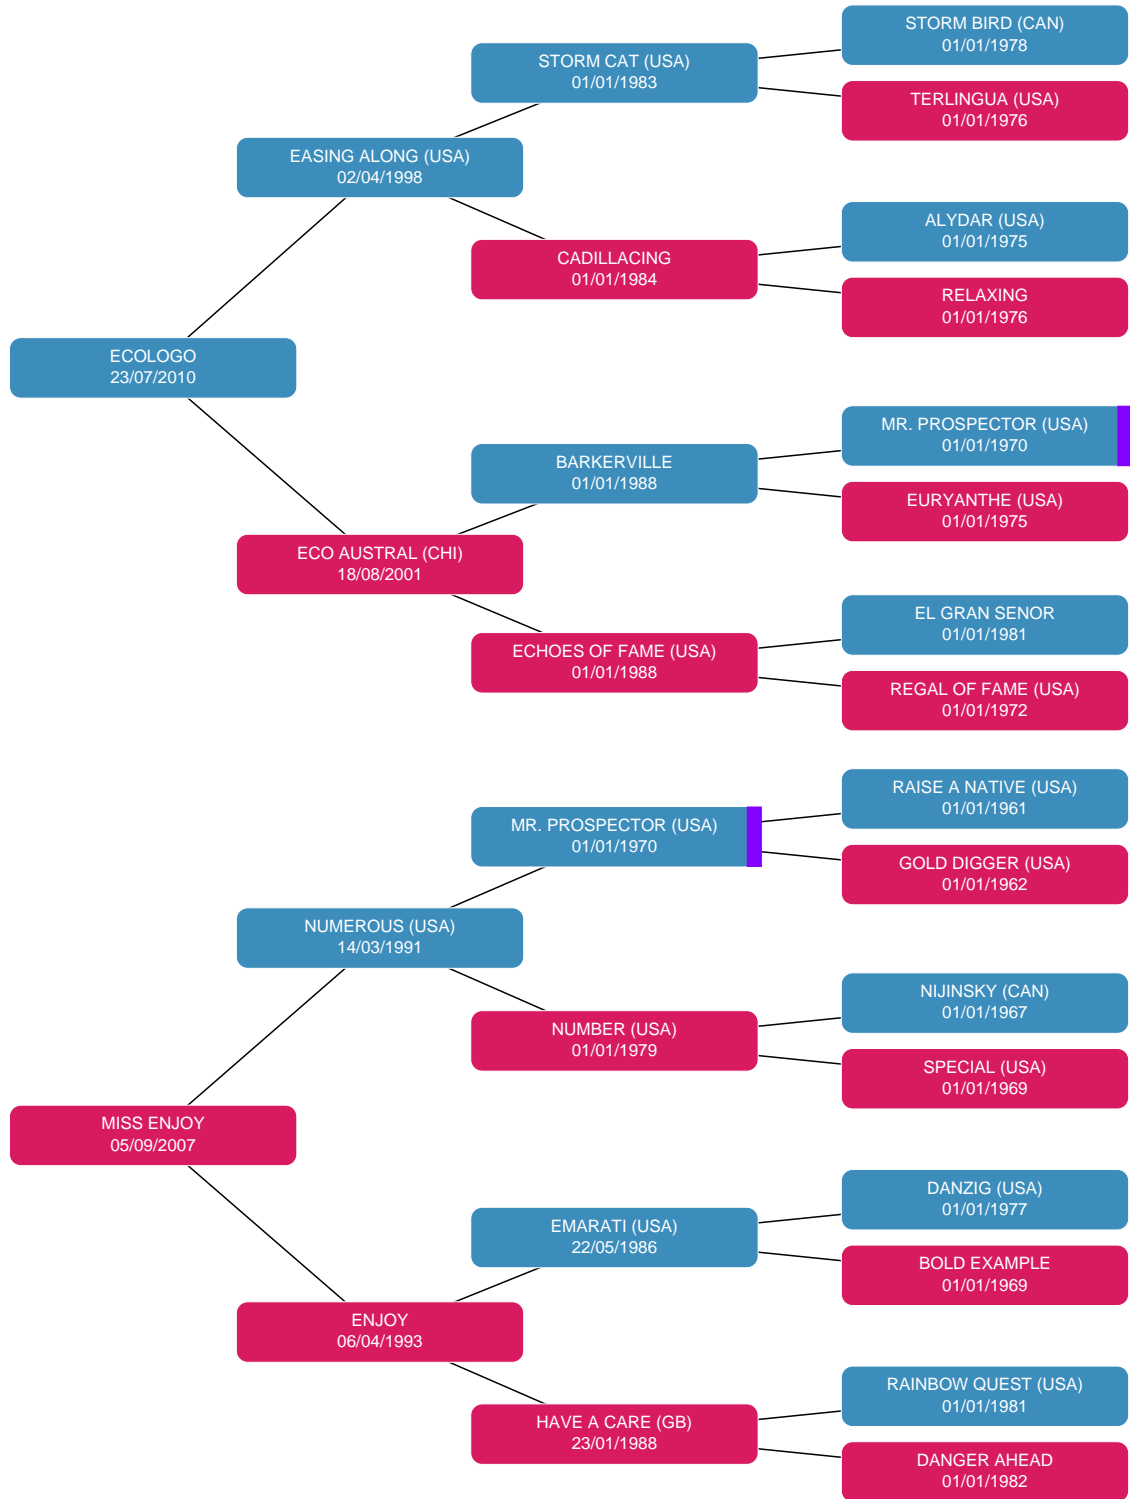 STORM BIRD (CAN)
01/01/1978
STORM CAT (USA)
01/01/1983
TERLINGUA (USA)
01/01/1976
EASING ALONG (USA)
02/04/1998
ALYDAR (USA)
01/01/1975
CADILLACING
01/01/1984
RELAXING
01/01/1976
ECOLOGO
23/07/2010
MR. PROSPECTOR (USA)
01/01/1970
BARKERVILLE
01/01/1988
EURYANTHE (USA)
01/01/1975
ECO AUSTRAL (CHI)
18/08/2001
EL GRAN SENOR
01/01/1981
ECHOES OF FAME (USA)
01/01/1988
REGAL OF FAME (USA)
01/01/1972
RAISE A NATIVE (USA)
01/01/1961
MR. PROSPECTOR (USA)
01/01/1970
GOLD DIGGER (USA)
01/01/1962
NUMEROUS (USA)
14/03/1991
NIJINSKY (CAN)
01/01/1967
NUMBER (USA)
01/01/1979
SPECIAL (USA)
01/01/1969
MISS ENJOY
05/09/2007
DANZIG (USA)
01/01/1977
EMARATI (USA)
22/05/1986
BOLD EXAMPLE
01/01/1969
ENJOY
06/04/1993
RAINBOW QUEST (USA)
01/01/1981
HAVE A CARE (GB)
23/01/1988
DANGER AHEAD
01/01/1982